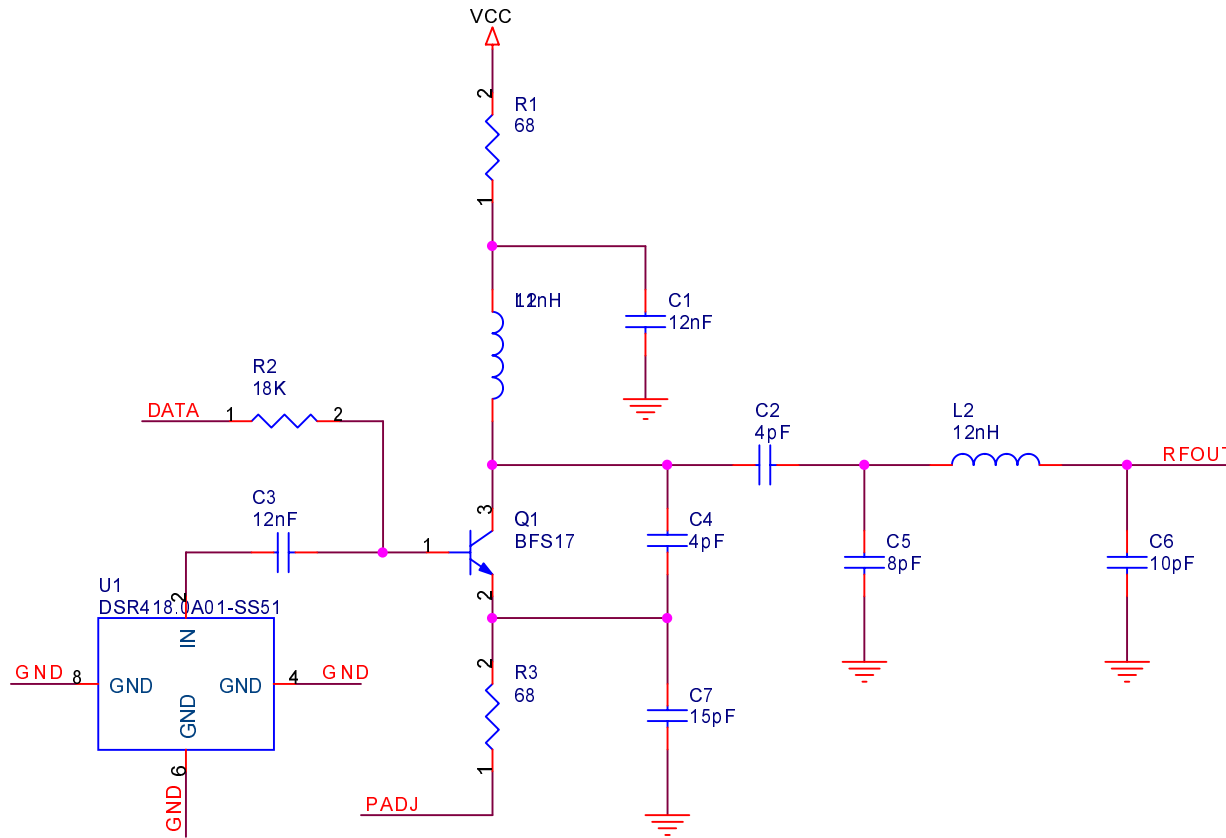 VCC
2
R1
68
1
L1
12nH
C1
12nF
R2
18K
DATA
1
2
C2
4pF
L2
12nH
RFOUT
C3
12nF
3
Q1
BFS17
1
2
C4
4pF
C5
8pF
C6
10pF
U1
DSR418.0A01-SS51
2
IN
GND
8
GND
GND
4
GND
GND
6
GND
2
R3
68
1
C7
15pF
PADJ